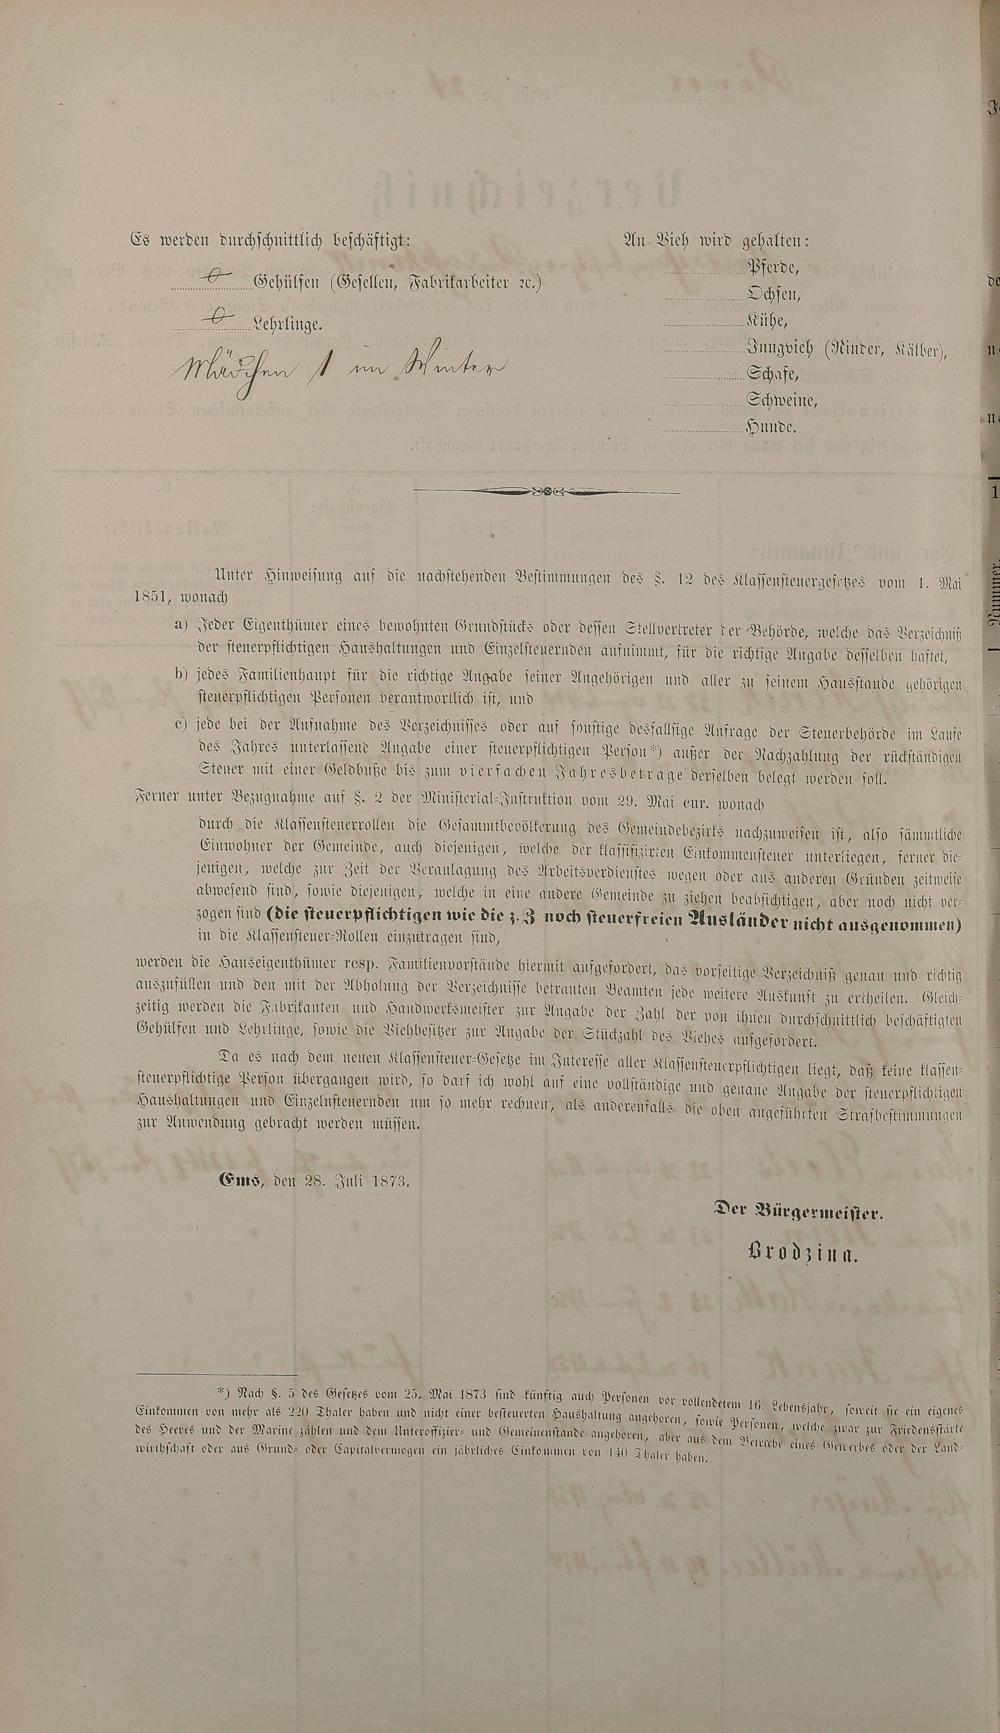 Es werden durchschnittlich beschäftigt:
0 Gehülfen (Gesellen, Fabrikarbeiter ꝛc.)
0 Lehrlinge.
Mädchen 1 im Winter
An Vieh wird gehalten:
Pferde,
Ochsen,
Kühe,
Jungvieh (Rinder, Kälber),
Schafe,
Schweine,
Hunde.
Unter Hinweisung auf die nachstehenden Bestimmungen des §. 12 des Klassensteuergesetzes vom 1. Mai
1851, wonach
a) Jeder Eigenthümer eines bewohnten Grundstücks oder dessen Stellvertreter der Behörde, welche das Verzeichniß
der steuerpflichtigen Haushaltungen und Einzelsteuernden aufnimmt, für die richtige Angabe desselben haftet,
b) jedes Familienhaupt für die richtige Angabe seiner Angehörigen und aller zu seinem Hausstande gehörigen
steuerpflichtigen Personen verantwortlich ist, und
c) jede bei der Aufnahme des Verzeichnisses oder auf sonstige desfallsige Anfrage der Steuerbehörde im Laufe
des Jahres unterlassene Angabe einer steuerpflichtigen Person*) außer der Nachzahlung der rückständigen
Steuer mit einer Geldbuße bis zum vierfachen Jahresbetrage derselben belegt werden soll.
Ferner unter Bezugnahme auf §. 2 der Ministerial-Instruktion vom 29. Mai cur. wonach
durch die Klassensteuerrollen die Gesammtbevölkerung des Gemeindebezirks nachzuweisen ist, also sämmtliche
Einwohner der Gemeinde, auch diejenigen, welche der klassifizirten Einkommensteuer unterliegen, ferner die-
jenigen, welche zur Zeit der Veranlagung des Arbeitsverdienstes wegen oder aus anderen Gründen zeitweise
abwesend sind, sowie diejenigen, welche in eine andere Gemeinde zu ziehen beabsichtigen, aber noch nicht ver-
zogen sind (die steuerpflichtigen wie die z. Z. noch steuerfreien Ausländer nicht ausgenommen)
in die Klassensteuer-Rollen einzutragen sind,
werden die Hauseigenthümer resp. Familienvorstände hiermit aufgefordert, das vorseitige Verzeichniß genau und richtig
auszufüllen und den mit der Abholung der Verzeichnisse betrauten Beamten jede weitere Auskunft zu ertheilen. Gleich-
zeitig werden die Fabrikanten und Handwerksmeister zur Angabe der Zahl der von ihnen durchschnittlich beschäftigten
Gehülfen und Lehrlinge, sowie die Viehbesitzer zur Angabe der Stückzahl des Viehes aufgefordert.
Da es nach dem neuen Klassensteuer-Gesetze im Interesse aller Klassensteuerpflichtigen liegt, daß keine klassen-
steuerpflichtige Person übergangen wird, so darf ich wohl auf eine vollständige und genaue Angabe der steuerpflichtigen
Haushaltungen und Einzelnsteuernden um so mehr rechnen, als anderenfalls die oben angeführten Strafbestimmungen
zur Anwendung gebracht werden müssen.
Ems, den 28. Juli 1873.
Der Bürgermeister.
Brodzina.
*) Nach §. 5 des Gesetzes vom 25. Mai 1873 sind künftig auch Personen vor vollendetem 16. Lebensjahr, soweit sie ein eigenes
Einkommen von mehr als 220 Thaler haben und nicht einer besteuerten Haushaltung angehören, sowie Personen, welche zwar zur Friedensstärke
des Heeres und der Marine zählen und dem Unteroffizier- und Gemeinenstande angehören, aber aus dem Betriebe eines Gewerbes oder der Land-
wirthschaft oder aus Grund- oder Capitalvermögen ein jährliches Einkommen von 140 Thaler haben.